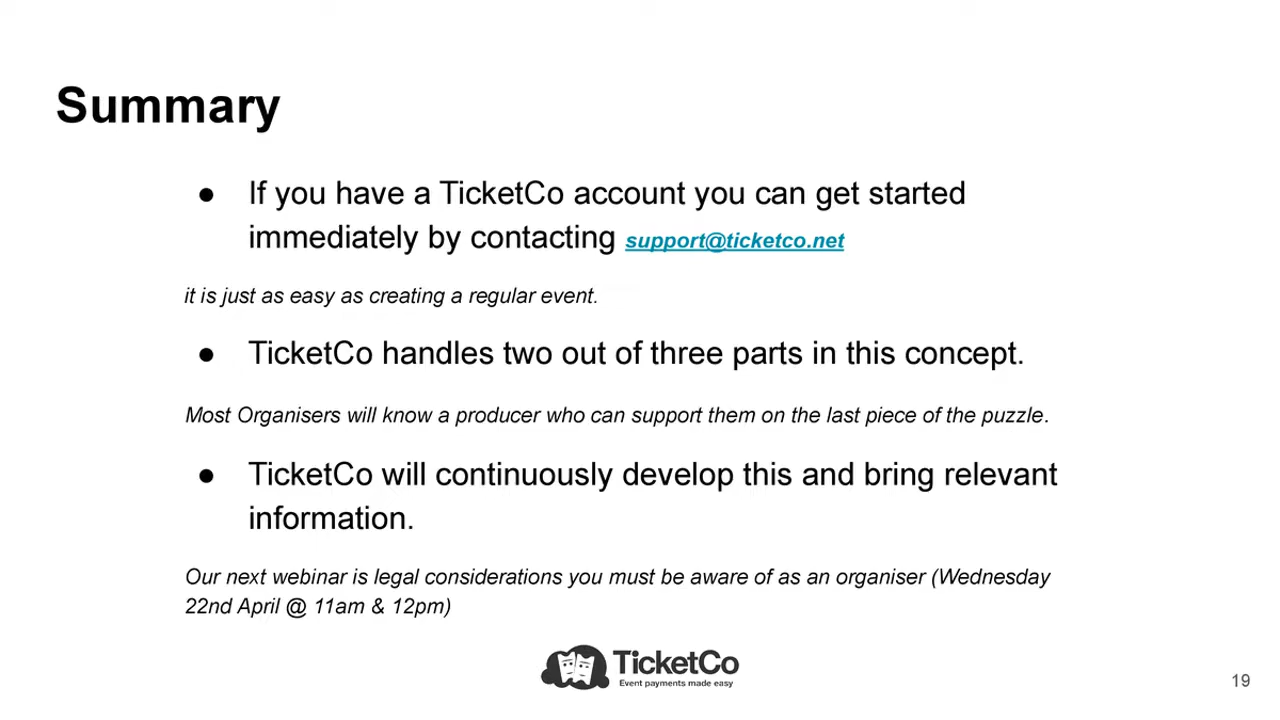 Summary
● If you have a TicketCo account you can get started
immediately by contacting support@ticketco.net
it is just as easy as creating a regular event.
● TicketCo handles two out of three parts in this concept.
Most Organisers will know a producer who can support them on the last piece of the puzzle.
● TicketCo will continuously develop this and bring relevant
information.
Our next webinar is legal considerations you must be aware of as an organiser (Wednesday
22nd April @ 11am & 12pm)
TicketCo
Event payments made easy
19